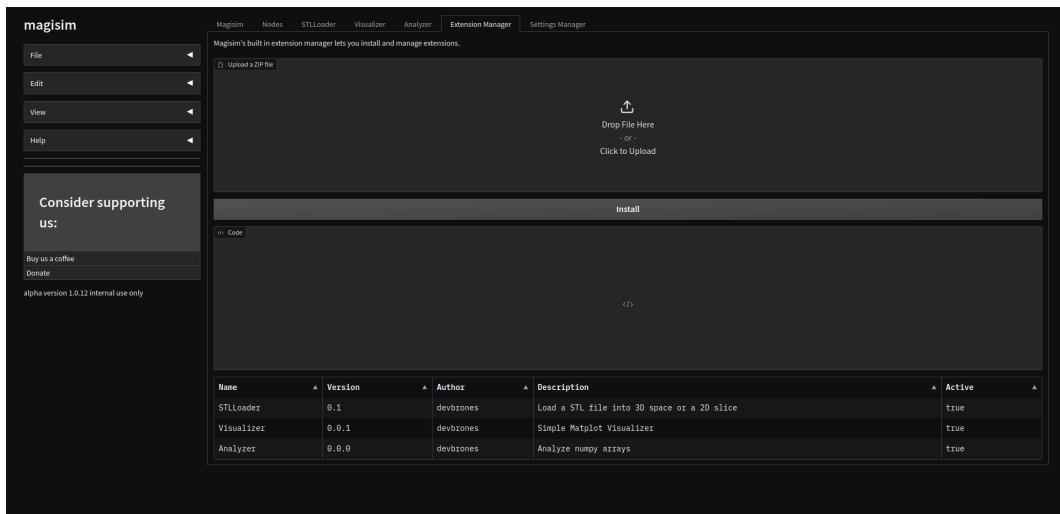 magisim
File
Edit
View
Help
Consider supporting
us:
Buy us a coffee
Donate
alpha version 1.0.12 internal use only
Magisim Nodes STLLoader Visualizer Analyzer Extension Manager Settings Manager
Magisim's built in extension manager lets you install and manage extensions.
Upload a ZIP file
Drop File Here
- or -
Click to Upload
Install
Code
Name Version Author Description Active
STLLoader 0.1 devbrones Load a STL file into 3D space or a 2D slice true
Visualizer 0.0.1 devbrones Simple Matplot Visualizer true
Analyzer 0.0.0 devbrones Analyze numpy arrays true